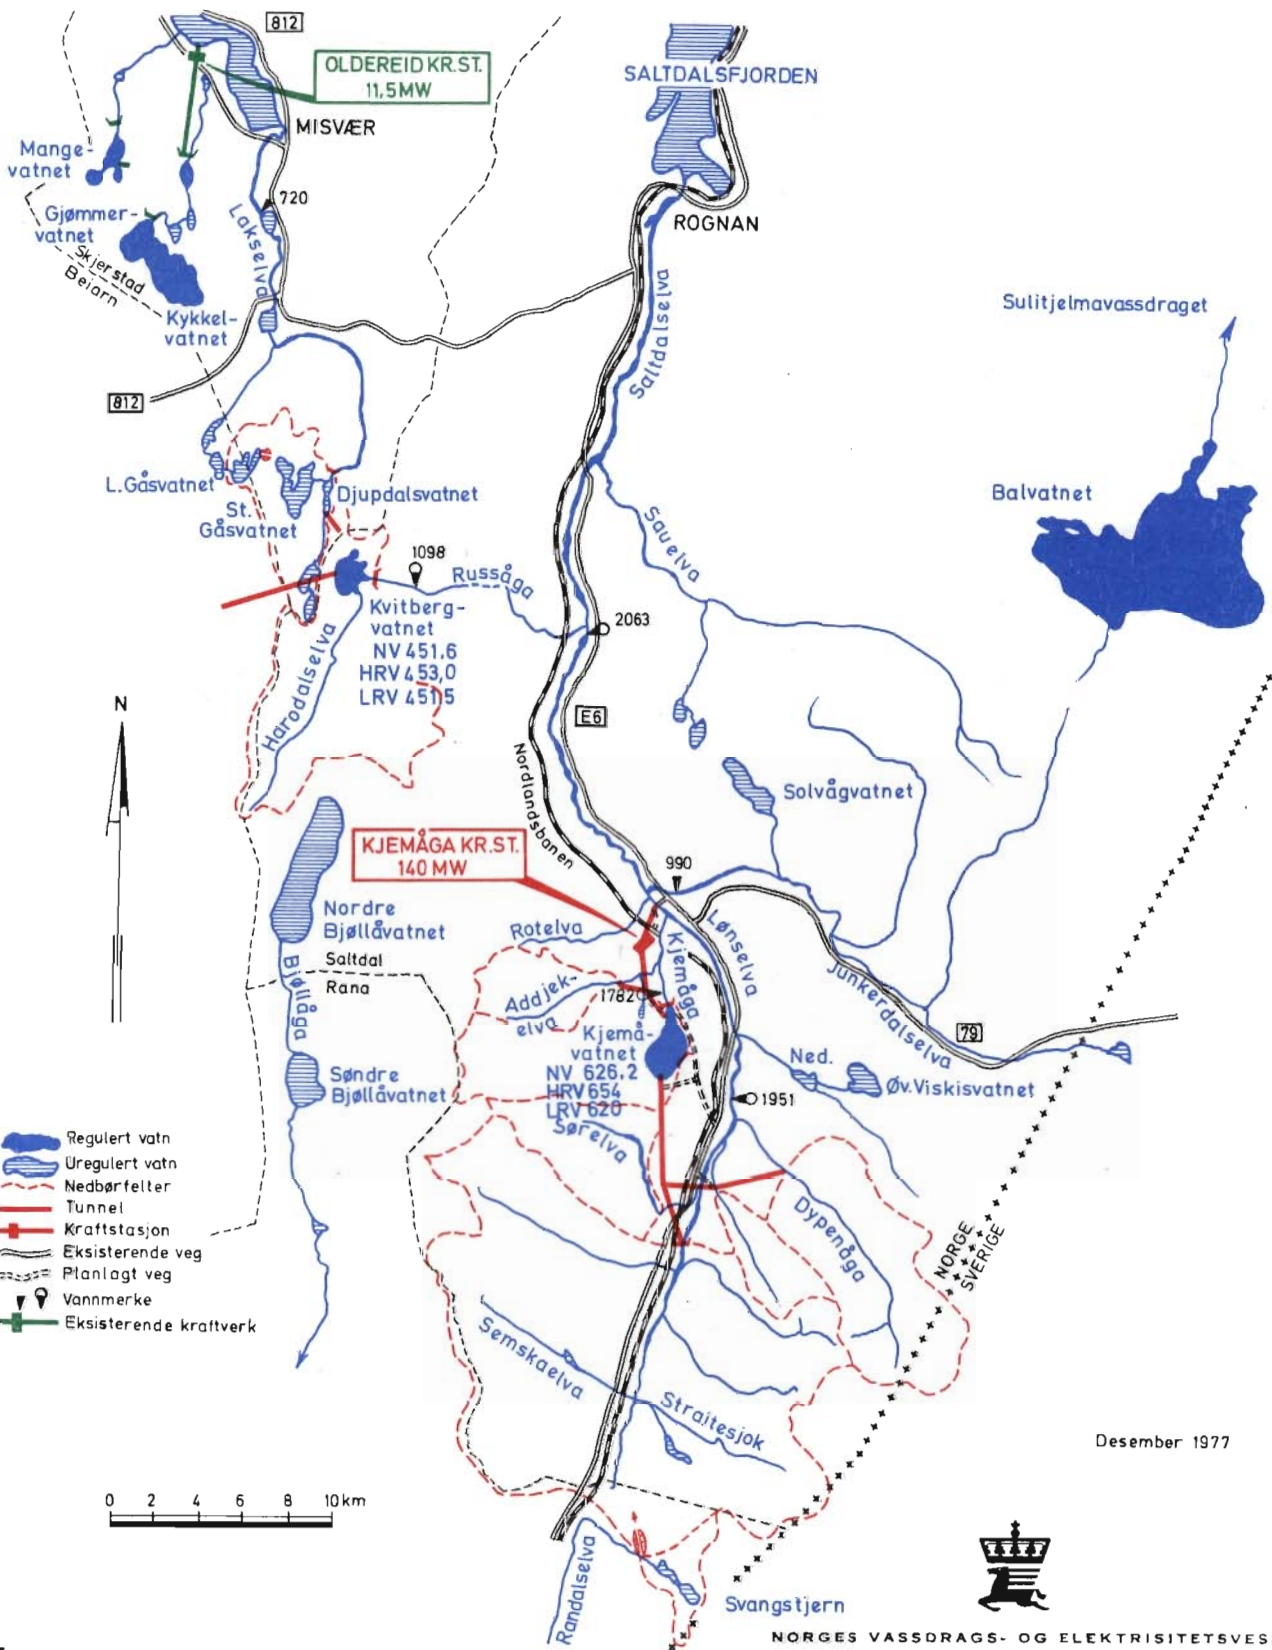 812
OLDEREID KR.ST.
11,5MW
SALTDALSFJORDEN
MISVÆR
Mange-
vatnet
720
Gjømmer-
vatnet
Lakselva
ROGNAN
Skjerstad
Beiarn
Saltdalselva
Sulitjelmavassdraget
Kykkel-
vatnet
812
L.Gåsvatnet
Djupdalsvatnet
St.
Gåsvatnet
Balvatnet
Sauelva
1098
Russåga
Kvitberg-
vatnet
NV 451.6
HRV 453,0
LRV 451,5
2063
Harodalselva
N
E6
Nordlandsbanen
Solvågvatnet
KJEMÅGA KR.ST.
140 MW
990
Nordre
Bjøllåvatnet
Rotelva
Lønselva
Kjemåga
Saltdal
Rana
Bjøllåga
Junkerdalselva
Addjek-
elva
1782
79
Kjemå-
vatnet
NV 626.2
HRV 654
LRV 620
Ned.
Øv. Viskisvatnet
Søndre
Bjøllåvatnet
1951
Sørelva
Regulert vatn
Uregulert vatn
Nedbørfelter
Tunnel
Kraftstasjon
Eksisterende veg
Planlagt veg
Vannmerke
Eksisterende kraftverk
Dypenåga
NORGE
SVERIGE
Semskaelva
Strajtesjok
Desember 1977
0 2 4 6 8 10 km
Randalselva
Svangstjern
NORGES VASSDRAGS- OG ELEKTRISITETSVES